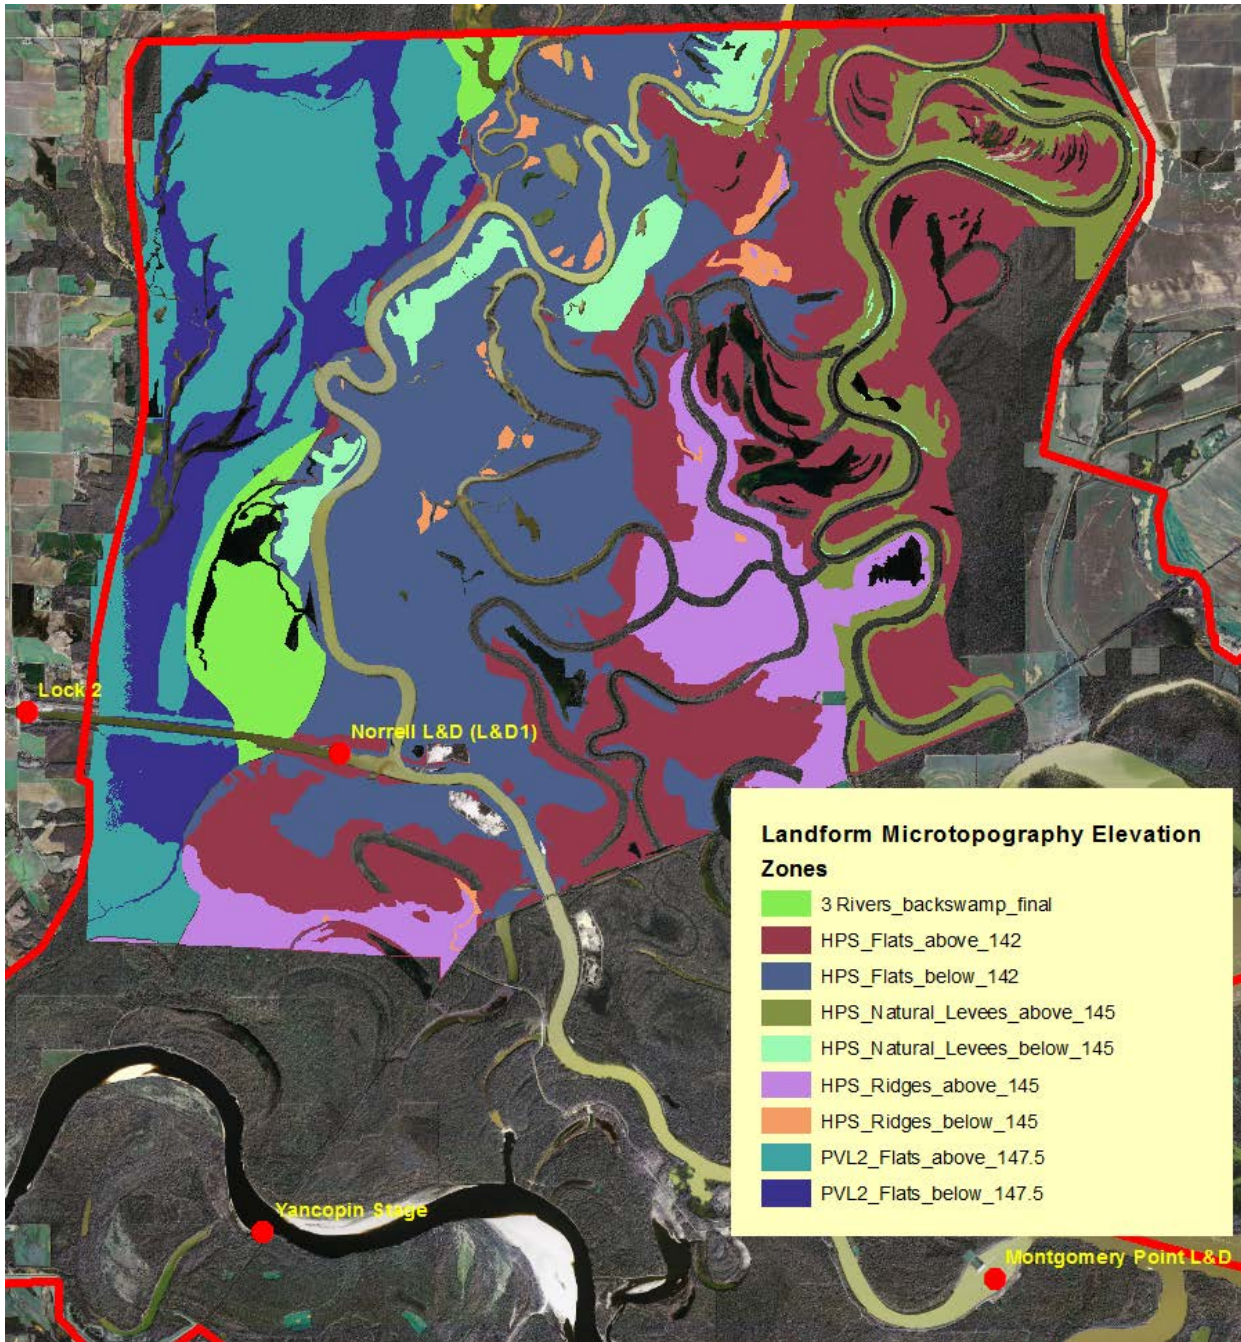 Lock 2
Norrell L&D (L&D1)
Landform Microtopography Elevation
Zones
3 Rivers_backswamp_final
HPS_Flats_above_142
HPS_Flats_below_142
HPS_Natural_Levees_above_145
HPS_Natural_Levees_below_145
HPS_Ridges_above_145
HPS_Ridges_below_145
PVL2_Flats_above_147.5
PVL2_Flats_below_147.5
Yancopin Stage
Montgomery Point L&D